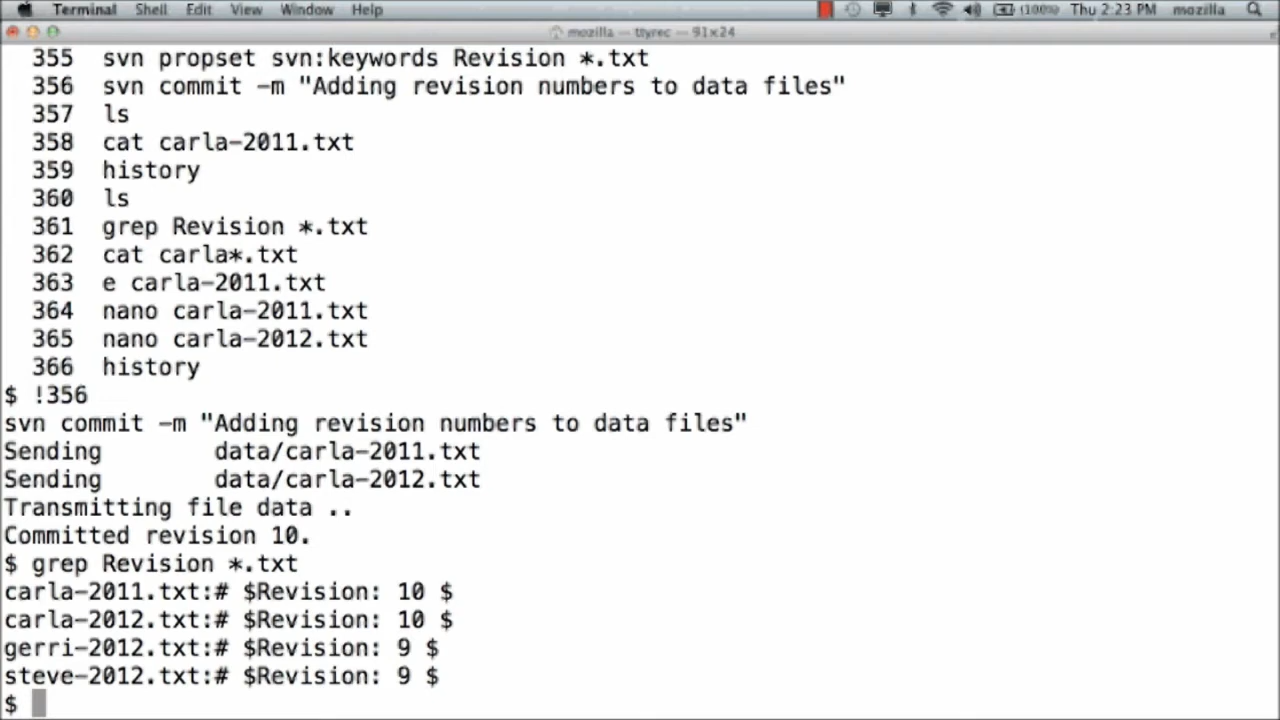 Terminal Shell Edit View Window Help (100%) Thu 2:23 PM mozilla
mozilla — ttyrec — 91×24
355 svn propset svn:keywords Revision *.txt
356 svn commit -m "Adding revision numbers to data files"
357 ls
358 cat carla-2011.txt
359 history
360 ls
361 grep Revision *.txt
362 cat carla*.txt
363 e carla-2011.txt
364 nano carla-2011.txt
365 nano carla-2012.txt
366 history
$ !356
svn commit -m "Adding revision numbers to data files"
Sending data/carla-2011.txt
Sending data/carla-2012.txt
Transmitting file data ..
Committed revision 10.
$ grep Revision *.txt
carla-2011.txt:# $Revision: 10 $
carla-2012.txt:# $Revision: 10 $
gerri-2012.txt:# $Revision: 9 $
steve-2012.txt:# $Revision: 9 $
$